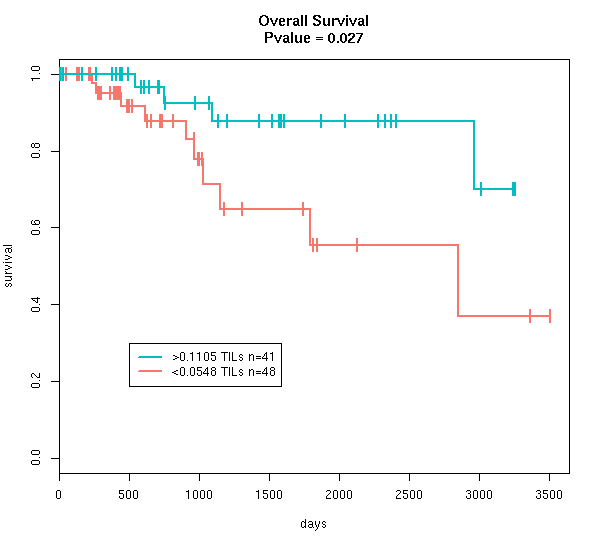 Overall Survival
Pvalue = 0.027
survival
1.0
0.8
0.6
0.4
0.2
0.0
>0.1105 TILs n=41
<0.0548 TILs n=48
0 500 1000 1500 2000 2500 3000 3500
days